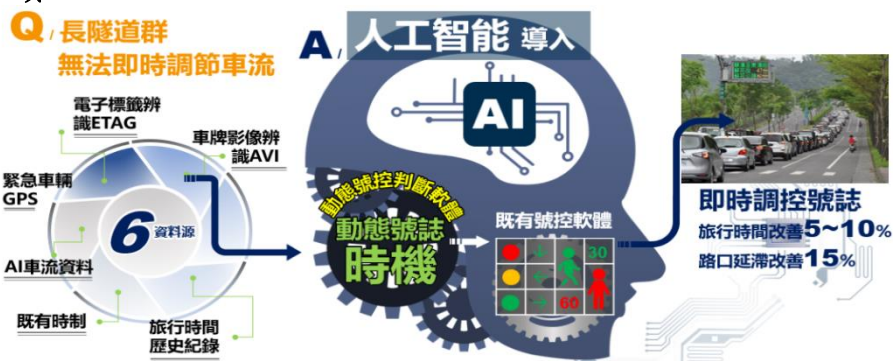 Q/長隧道群
無法即時調節車流
電子標籤辨
識ETAG
車牌影像辨
識AVI
緊急車輛
GPS
6資料源
AI車流資料
既有時制
旅行時間
歷史紀錄
A/人工智能 導入
AI
動態號控判斷軟體
動態號誌
時機
既有號控軟體
30
60
即時調控號誌
旅行時間改善5~10%
路口延滯改善15%